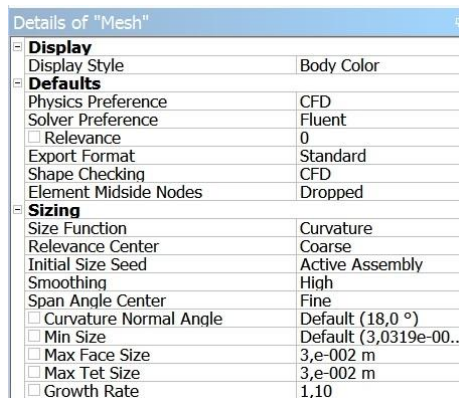 Details of "Mesh"
Display
Display Style Body Color
Defaults
Physics Preference CFD
Solver Preference Fluent
Relevance 0
Export Format Standard
Shape Checking CFD
Element Midside Nodes Dropped
Sizing
Size Function Curvature
Relevance Center Coarse
Initial Size Seed Active Assembly
Smoothing High
Span Angle Center Fine
Curvature Normal Angle Default (18,0 °)
Min Size Default (3,0319e-00..
Max Face Size 3,e-002 m
Max Tet Size 3,e-002 m
Growth Rate 1,10